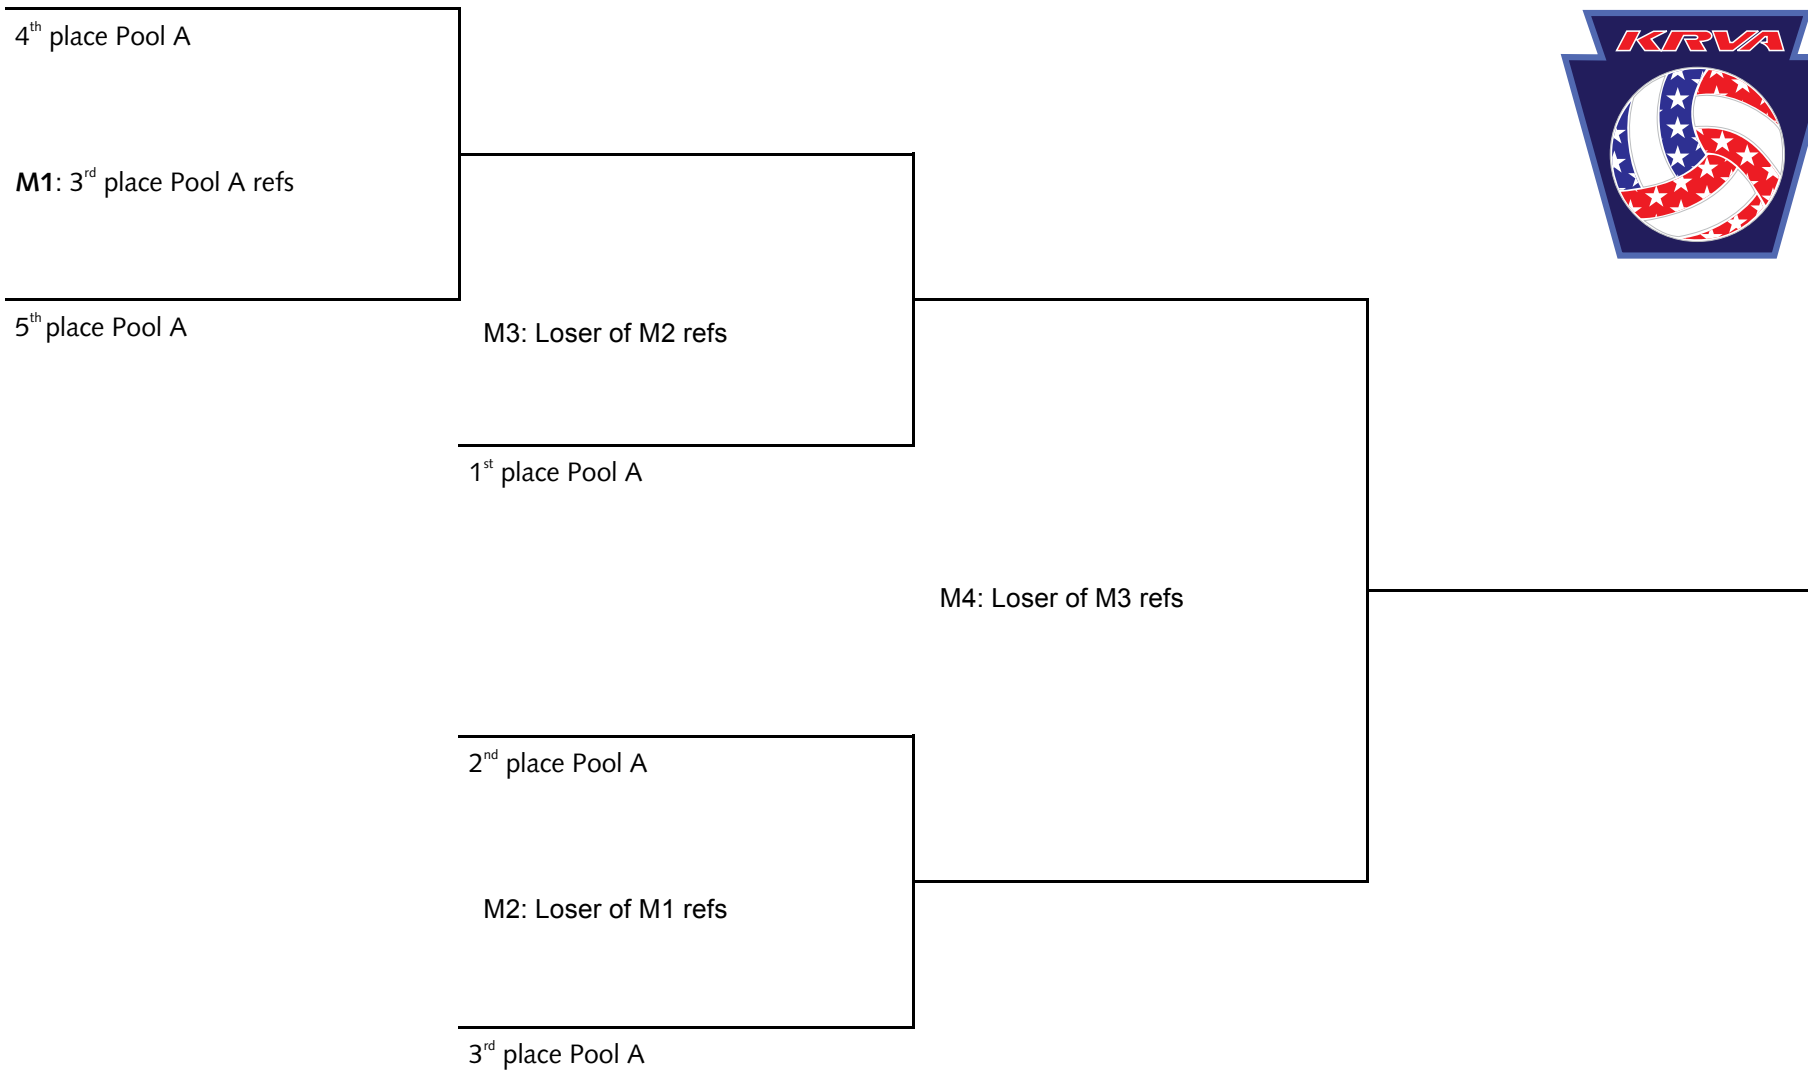 4th place Pool A
KRVA
M1: 3rd place Pool A refs
5th place Pool A
M3: Loser of M2 refs
1st place Pool A
M4: Loser of M3 refs
2nd place Pool A
M2: Loser of M1 refs
3rd place Pool A